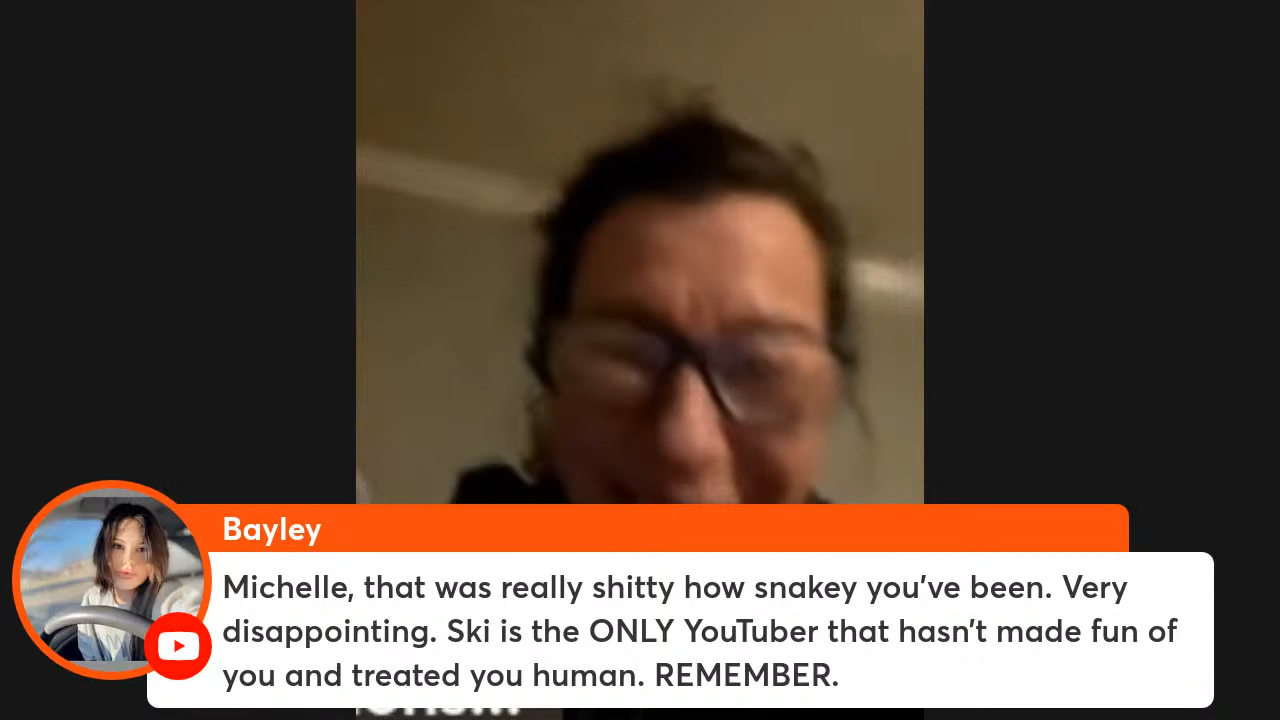 Bayley
Michelle, that was really shitty how snakey you've been. Very
disappointing. Ski is the ONLY YouTuber that hasn't made fun of
you and treated you human. REMEMBER.